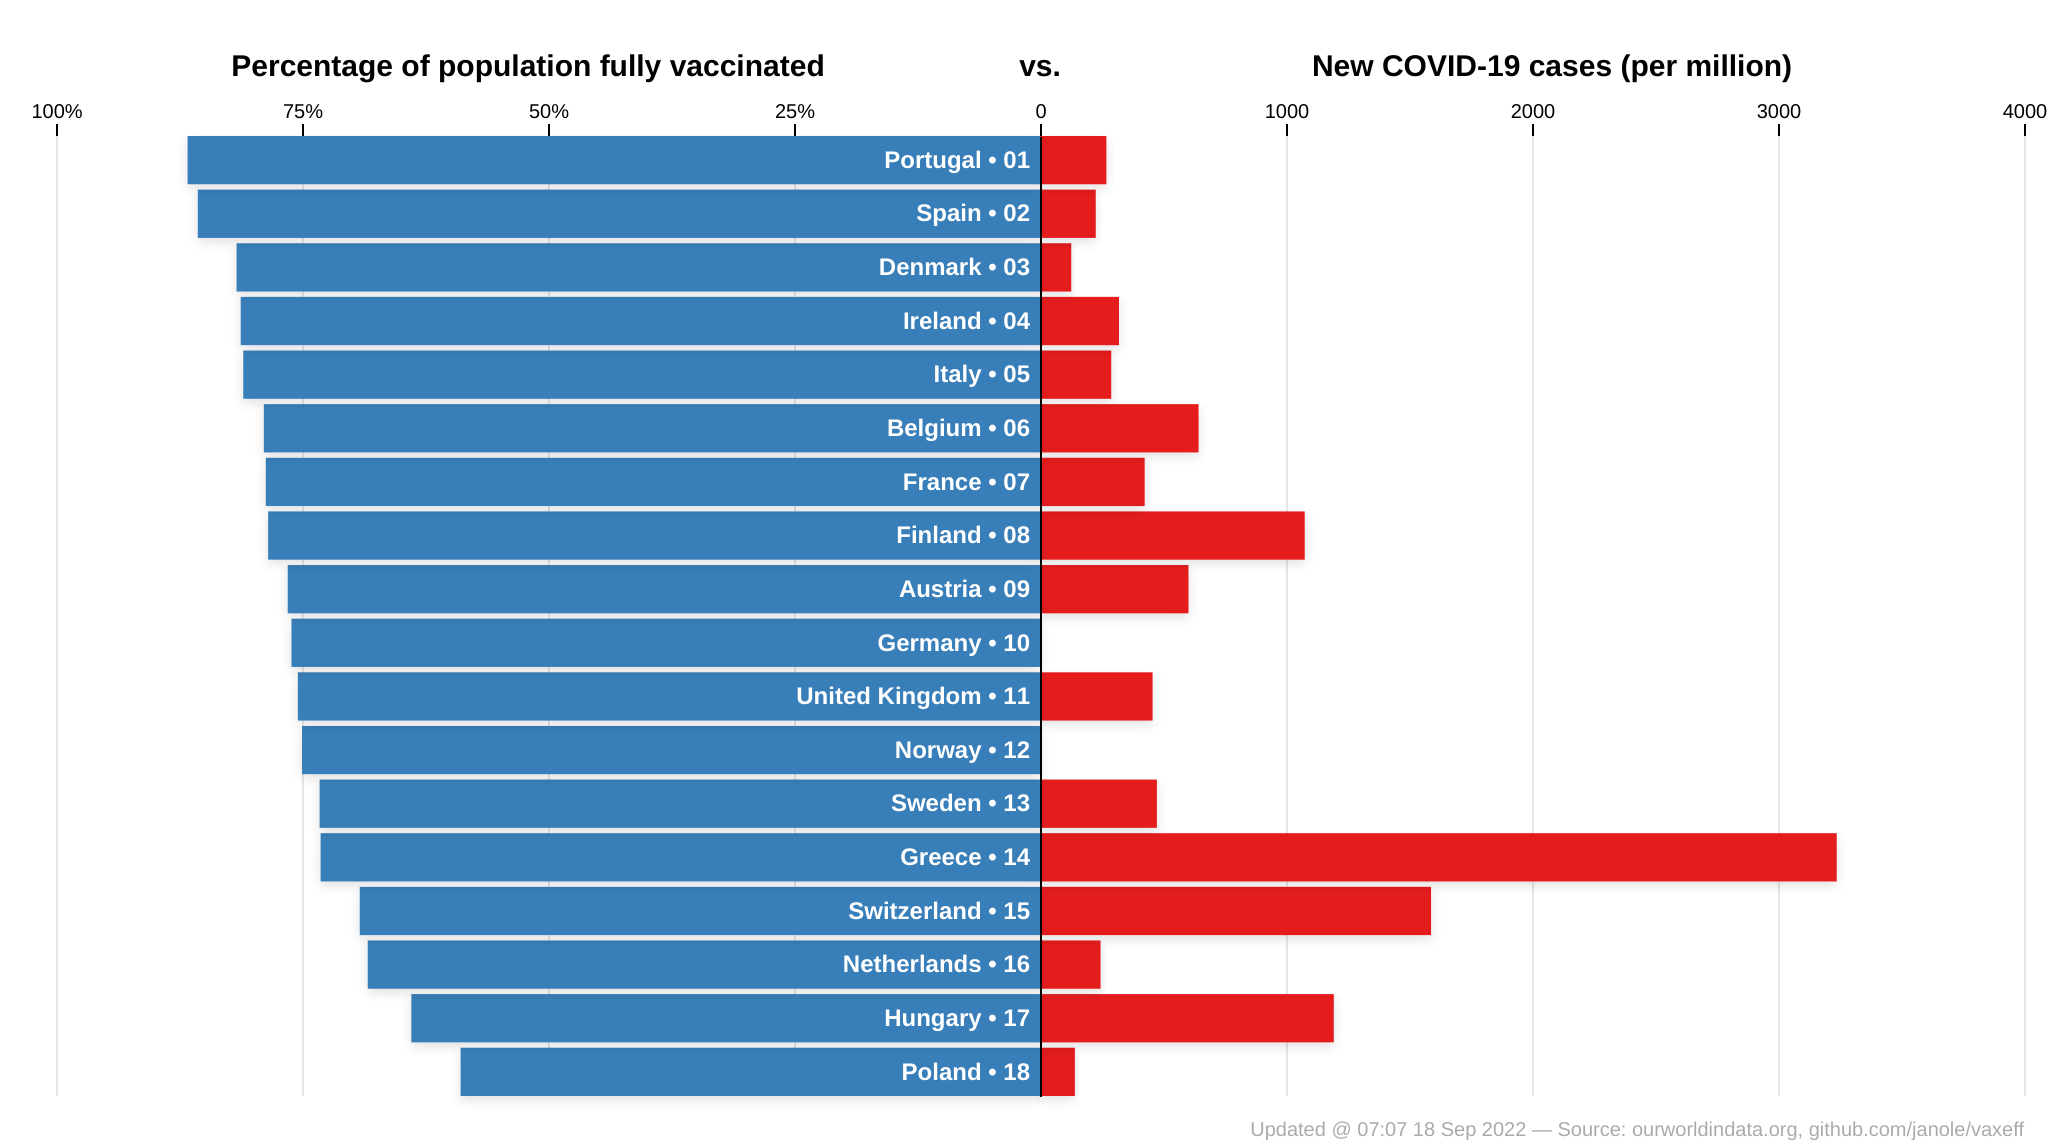 Percentage of population fully vaccinated vs. New COVID-19 cases (per million)
100% 75% 50% 25% 0 1000 2000 3000 4000
Portugal • 01
Spain • 02
Denmark • 03
Ireland • 04
Italy • 05
Belgium • 06
France • 07
Finland • 08
Austria • 09
Germany • 10
United Kingdom • 11
Norway • 12
Sweden • 13
Greece • 14
Switzerland • 15
Netherlands • 16
Hungary • 17
Poland • 18
Updated @ 07:07 18 Sep 2022 — Source: ourworldindata.org, github.com/janole/vaxeff